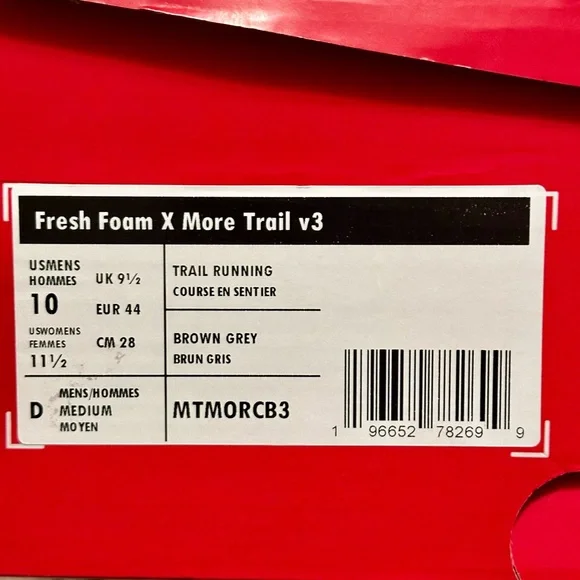 Fresh Foam X More Trail v3
USMENS
HOMMES
10
USWOMENS
FEMMES
11½
UK 9½
EUR 44
CM 28
TRAIL RUNNING
COURSE EN SENTIER
BROWN GREY
BRUN GRIS
D
MENS/HOMMES
MEDIUM
MOYEN
MTMORCB3
1 96652 78269 9